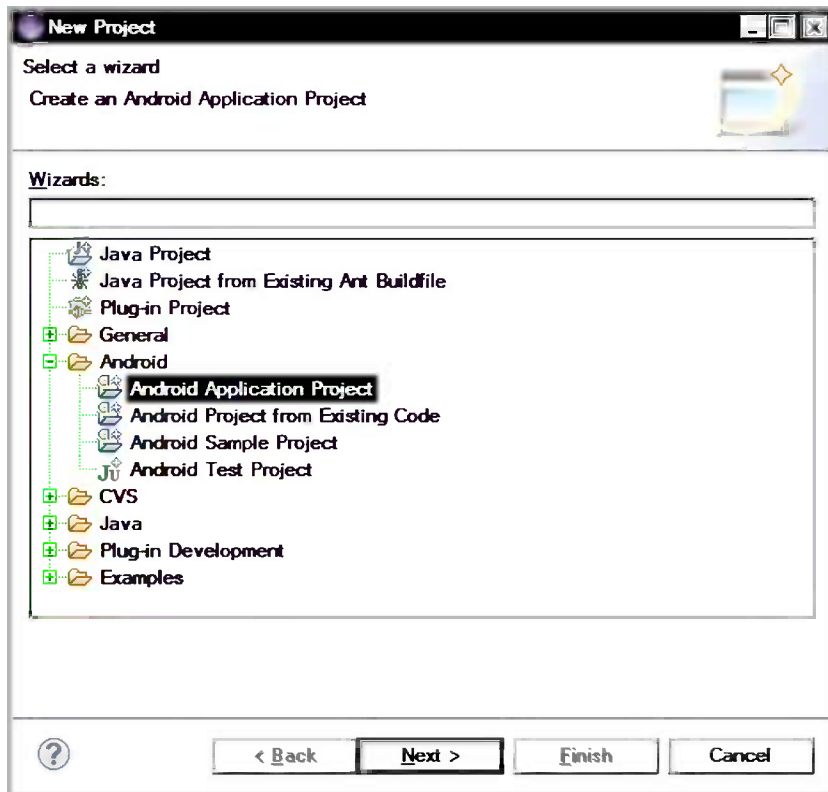 New Project
Select a wizard
Create an Android Application Project
Wizards:
Java Project
Java Project from Existing Ant Buildfile
Plug-in Project
General
Android
Android Application Project
Android Project from Existing Code
Android Sample Project
Android Test Project
CVS
Java
Plug-in Development
Examples
? < Back Next > Finish Cancel